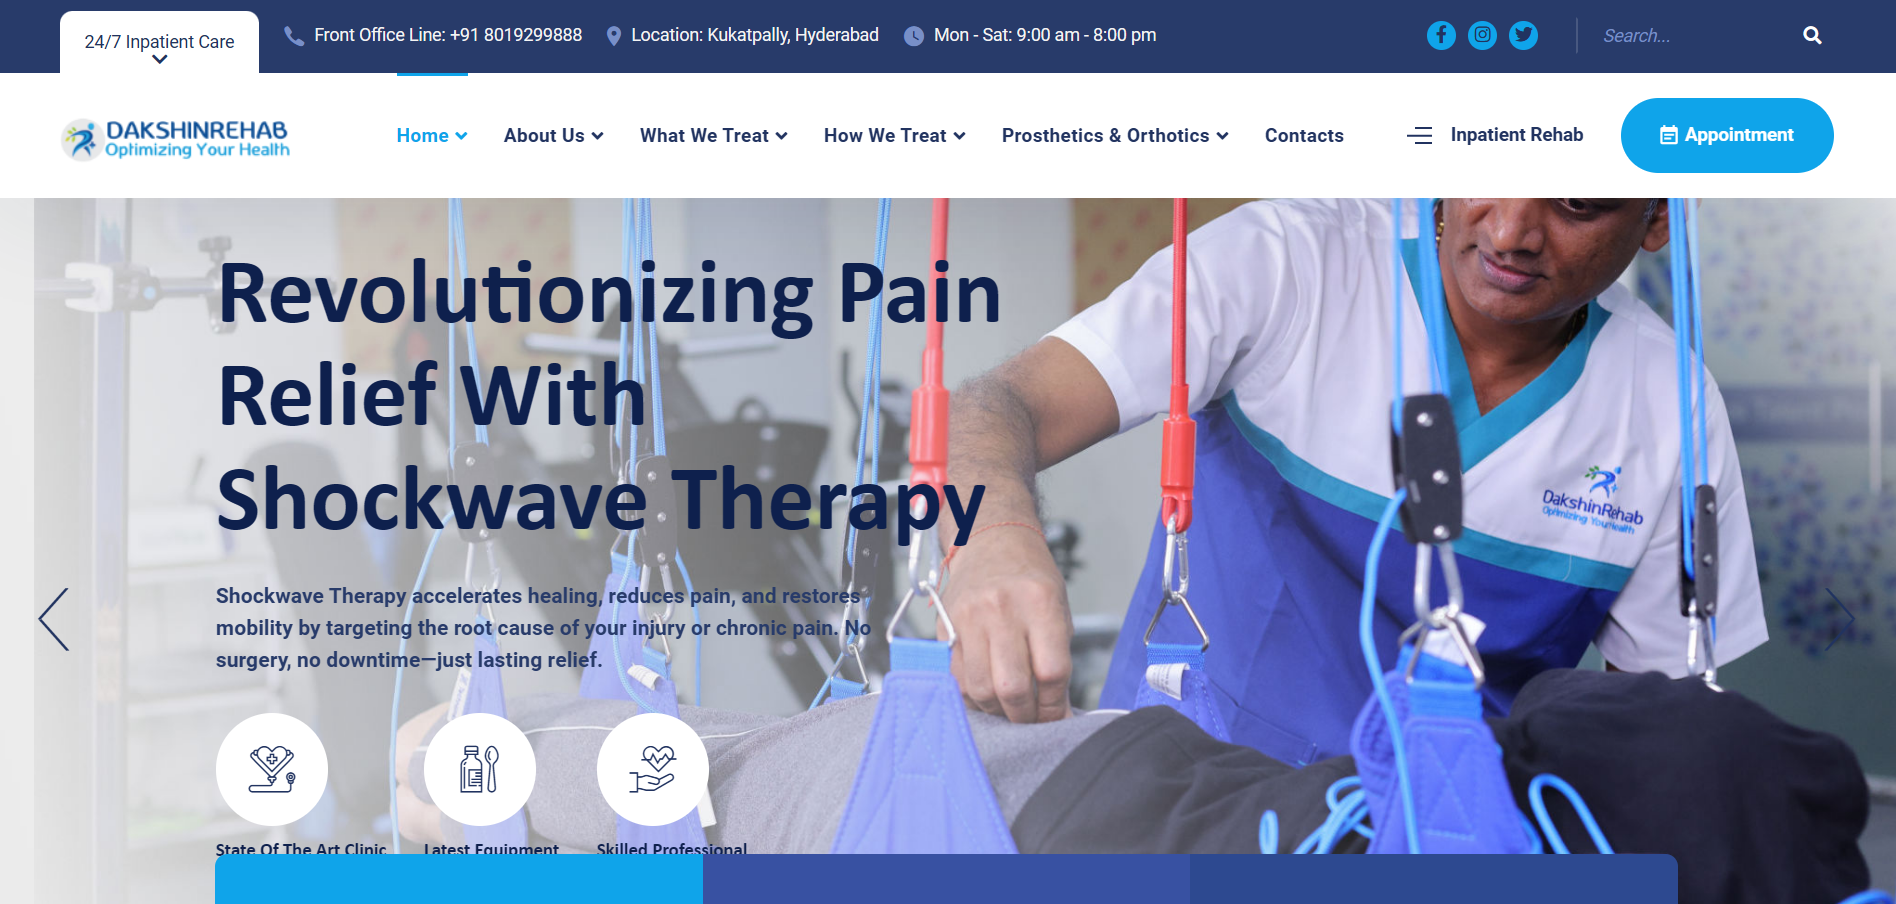 24/7 Inpatient Care
Front Office Line: +91 8019299888
Location: Kukatpally, Hyderabad
Mon - Sat: 9:00 am - 8:00 pm
Search...
DAKSHINREHAB
Optimizing Your Health
Home
About Us
What We Treat
How We Treat
Prosthetics & Orthotics
Contacts
Inpatient Rehab
Appointment
Revolutionizing Pain
Relief With
Shockwave Therapy
Shockwave Therapy accelerates healing, reduces pain, and restores
mobility by targeting the root cause of your injury or chronic pain. No
surgery, no downtime—just lasting relief.
DakshinRehab
Optimizing Your Health
State Of The Art Clinic
Latest Equipment
Skilled Professional